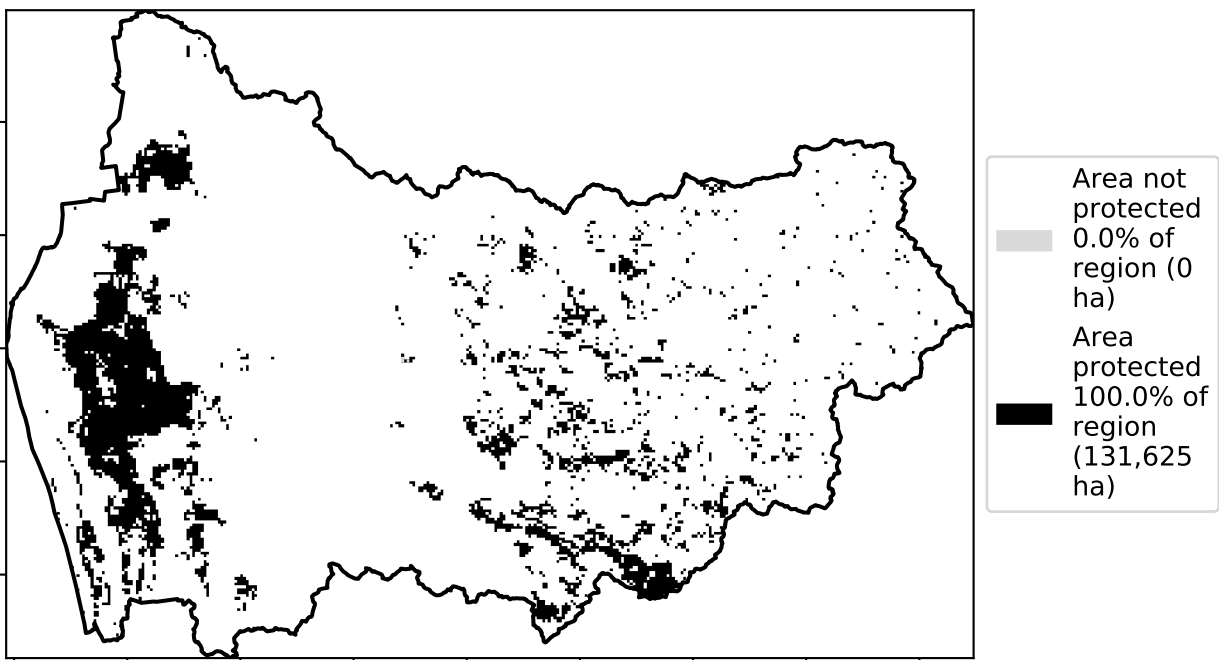 Area not
protected
0.0% of
region (0
ha)
Area
protected
100.0% of
region
(131,625
ha)